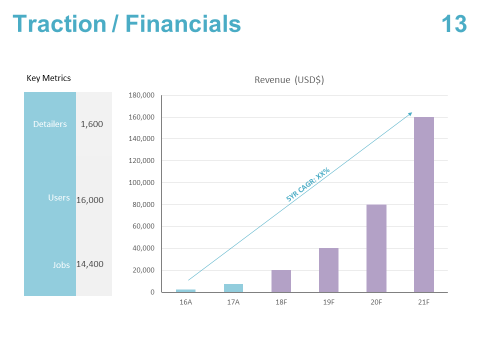 Traction / Financials
13
Key Metrics
Detailers 1,600
Users 16,000
Jobs 14,400
Revenue (USD$)
180,000
160,000
140,000
120,000
100,000
80,000
60,000
40,000
20,000
0
5YR CAGR: XX%
16A 17A 18F 19F 20F 21F